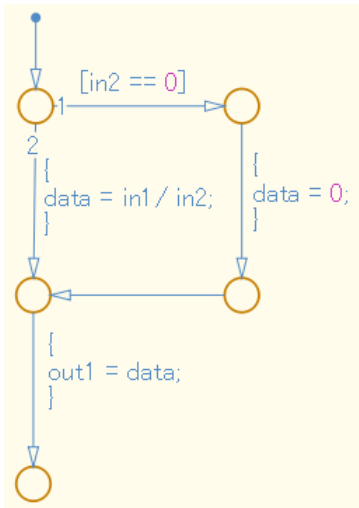 [in2 == 0]
1
2
{
data = in1 / in2;
}
{
data = 0;
}
{
out1 = data;
}